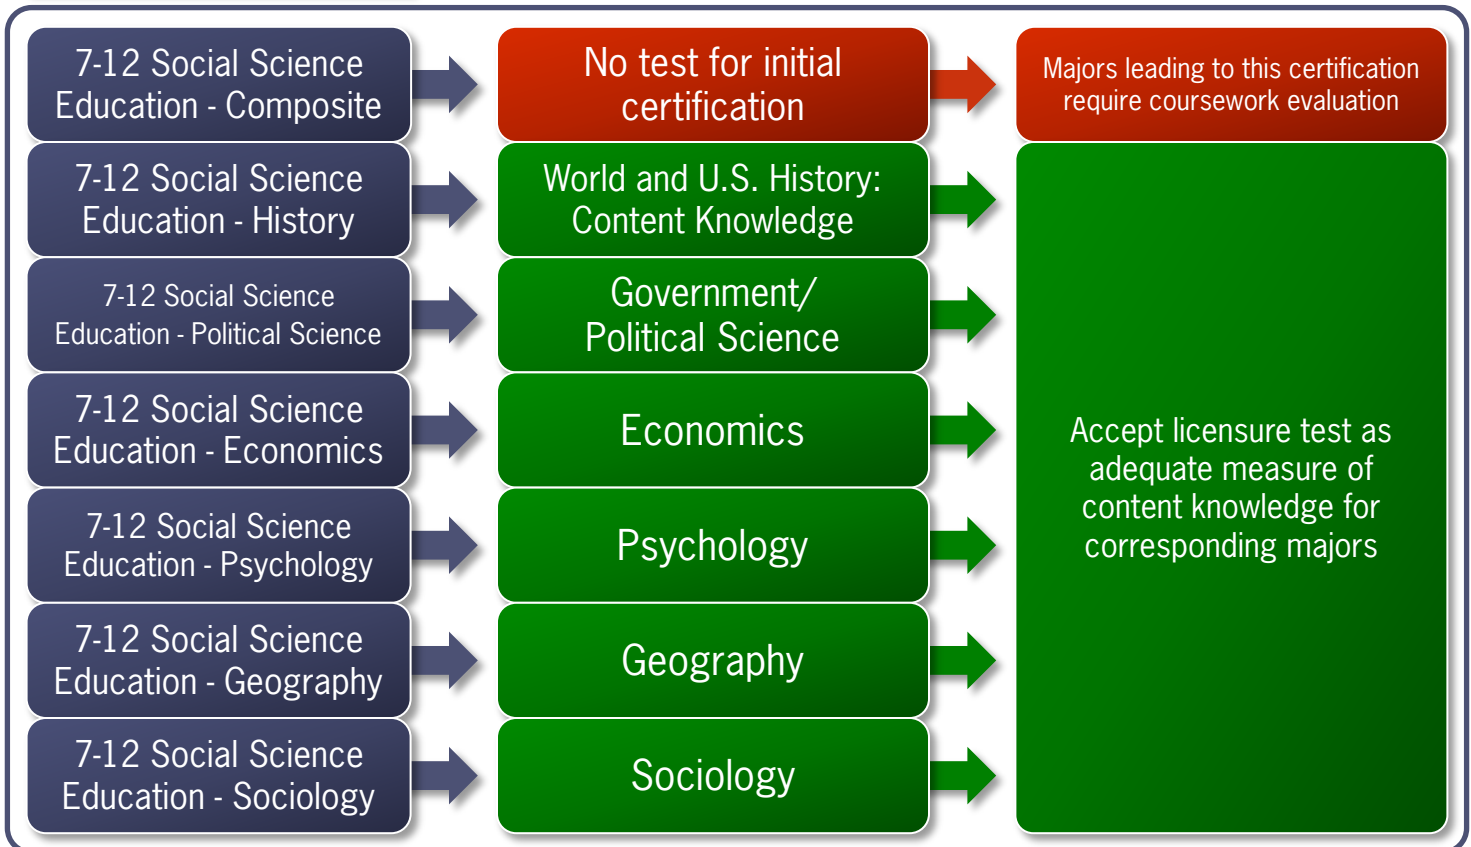 7-12 Social Science
Education - Composite
No test for initial
certification
Majors leading to this certification
require coursework evaluation
7-12 Social Science
Education - History
World and U.S. History:
Content Knowledge
7-12 Social Science
Education - Political Science
Government/
Political Science
7-12 Social Science
Education - Economics
Economics
7-12 Social Science
Education - Psychology
Psychology
7-12 Social Science
Education - Geography
Geography
7-12 Social Science
Education - Sociology
Sociology
Accept licensure test as
adequate measure of
content knowledge for
corresponding majors